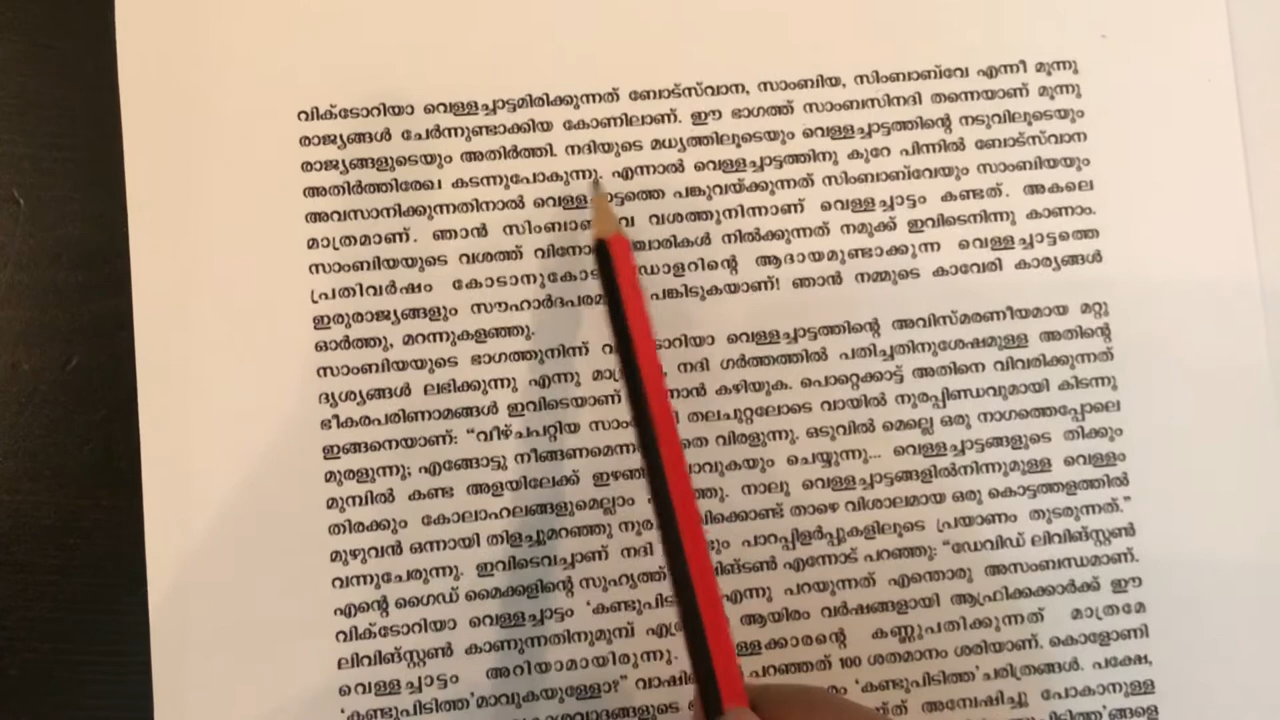 വിക്ടോറിയാ വെള്ളച്ചാട്ടമിരിക്കുന്നത് ബോട്സ്വാന, സാംബിയ, സിംബാബ്‌വേ എന്നീ മൂന്നു
രാജ്യങ്ങൾ ചേർന്നുണ്ടാക്കിയ കോണിലാണ്. ഈ ഭാഗത്ത് സാംബസിനദി തന്നെയാണ് മൂന്നു
രാജ്യങ്ങളുടെയും അതിർത്തി. നദിയുടെ മധ്യത്തിലൂടെയും വെള്ളച്ചാട്ടത്തിന്റെ നടുവിലൂടെയും
അതിർത്തിരേഖ കടന്നുപോകുന്നു. എന്നാൽ വെള്ളച്ചാട്ടത്തിനു കുറേ പിന്നിൽ ബോട്സ്വാന
അവസാനിക്കുന്നതിനാൽ വെള്ളച്ചാട്ടത്തെ പങ്കുവയ്ക്കുന്നത് സിംബാബ്‌വേയും സാംബിയയും
മാത്രമാണ്. ഞാൻ വശത്തുനിന്നാണ് വെള്ളച്ചാട്ടം കണ്ടത്. അകലെ
സാംബിയയുടെ വശത്ത് നിൽക്കുന്നത് നമുക്ക് ഇവിടെനിന്നു കാണാം.
പ്രതിവർഷം ഡോളറിന്റെ ആദായമുണ്ടാക്കുന്ന വെള്ളച്ചാട്ടത്തെ
ഇരുരാജ്യങ്ങളും പങ്കിടുകയാണ്! ഞാൻ നമ്മുടെ കാവേരി കാര്യങ്ങൾ
ഓർത്തു, മറന്നുകളഞ്ഞു.
സാംബിയയുടെ ഭാഗത്തുനിന്ന് വെള്ളച്ചാട്ടത്തിന്റെ അവിസ്മരണീയമായ മറ്റു
ദൃശ്യങ്ങൾ ലഭിക്കുന്നു എന്നു നദി ഗർത്തത്തിൽ പതിച്ചതിനുശേഷമുള്ള അതിന്റെ
ഭീകരപരിണാമങ്ങൾ ഇവിടെയാണ് കഴിയുക. പൊറ്റെക്കാട്ട് അതിനെ വിവരിക്കുന്നത്
ഇങ്ങനെയാണ്: “വീഴ്ചപറ്റിയ തലചുറ്റലോടെ വായിൽ നുരപ്പിണ്ഡവുമായി കിടന്നു
മുരളുന്നു; എങ്ങോട്ടു വിരളുന്നു. ഒടുവിൽ മെല്ലെ ഒരു നാഗത്തെപ്പോലെ
മുമ്പിൽ കണ്ട അളയിലേക്ക് ചെയ്യുന്നു... വെള്ളച്ചാട്ടങ്ങളുടെ തിക്കും
തിരക്കും കോലാഹലങ്ങളുമെല്ലാം നാലു വെള്ളച്ചാട്ടങ്ങളിൽനിന്നുമുള്ള വെള്ളം
മുഴുവൻ ഒന്നായി തിളച്ചുമറഞ്ഞു താഴെ വിശാലമായ ഒരു കൊട്ടത്തളത്തിൽ
വന്നുചേരുന്നു. ഇവിടെവച്ചാണ് നദി പാറപ്പിളർപ്പുകളിലൂടെ പ്രയാണം തുടരുന്നത്.”
എന്റെ ഗൈഡ് മൈക്കളിന്റെ സുഹൃത്ത് എന്നോട് പറഞ്ഞു: “ഡേവിഡ് ലിവിങ്സ്റ്റൺ
വിക്ടോറിയാ വെള്ളച്ചാട്ടം എന്നു പറയുന്നത് എന്തൊരു അസംബന്ധമാണ്.
ലിവിങ്സ്റ്റൺ കാണുന്നതിനുമുമ്പ് ആയിരം വർഷങ്ങളായി ആഫ്രിക്കക്കാർക്ക് ഈ
വെള്ളച്ചാട്ടം അറിയാമായിരുന്നു. കണ്ണുപതിക്കുന്നത് മാത്രമേ
‘കണ്ടുപിടിത്ത’മാവുകയുള്ളോ?” പറഞ്ഞത് 100 ശതമാനം ശരിയാണ്. കൊളോണി
‘കണ്ടുപിടിത്ത’ ചരിത്രങ്ങൾ. പക്ഷേ,
അന്വേഷിച്ചു പോകാനുള്ള